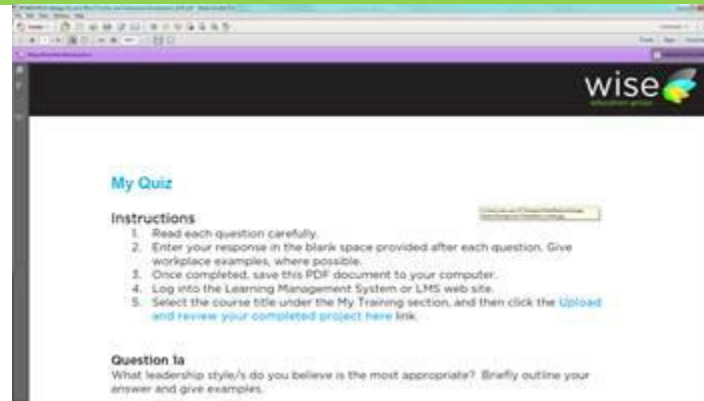 wise
education group
My Quiz
Instructions
1. Read each question carefully.
2. Enter your response in the blank space provided after each question. Give
workplace examples, where possible.
3. Once completed, save this PDF document to your computer.
4. Log into the Learning Management System or LMS web site.
5. Select the course title under the My Training section, and then click the Upload
and review your completed project here link.
Question 1a
What leadership style/s do you believe is the most appropriate? Briefly outline your
answer and give examples.